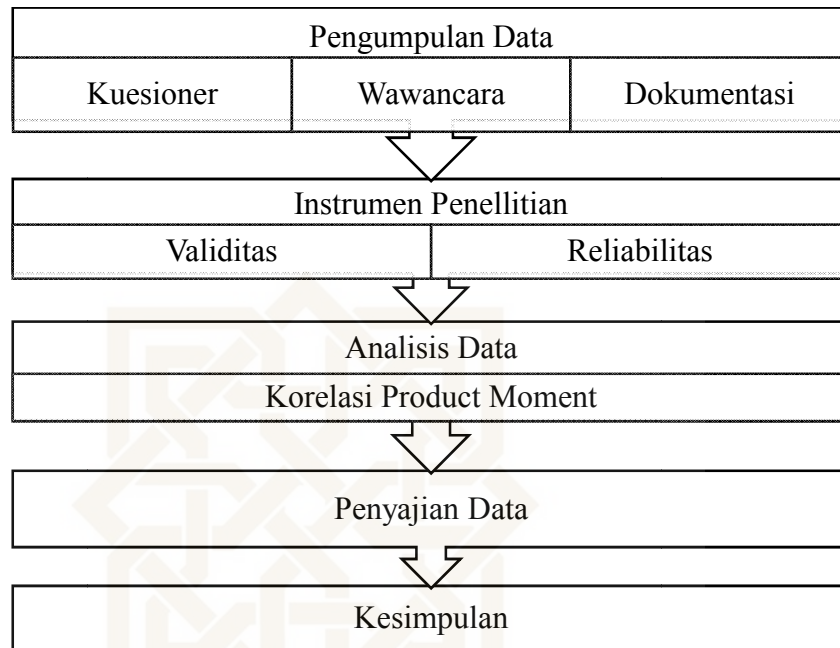 Pengumpulan Data
Kuesioner Wawancara Dokumentasi
Instrumen Penellitian
Validitas Reliabilitas
Analisis Data
Korelasi Product Moment
Penyajian Data
Kesimpulan